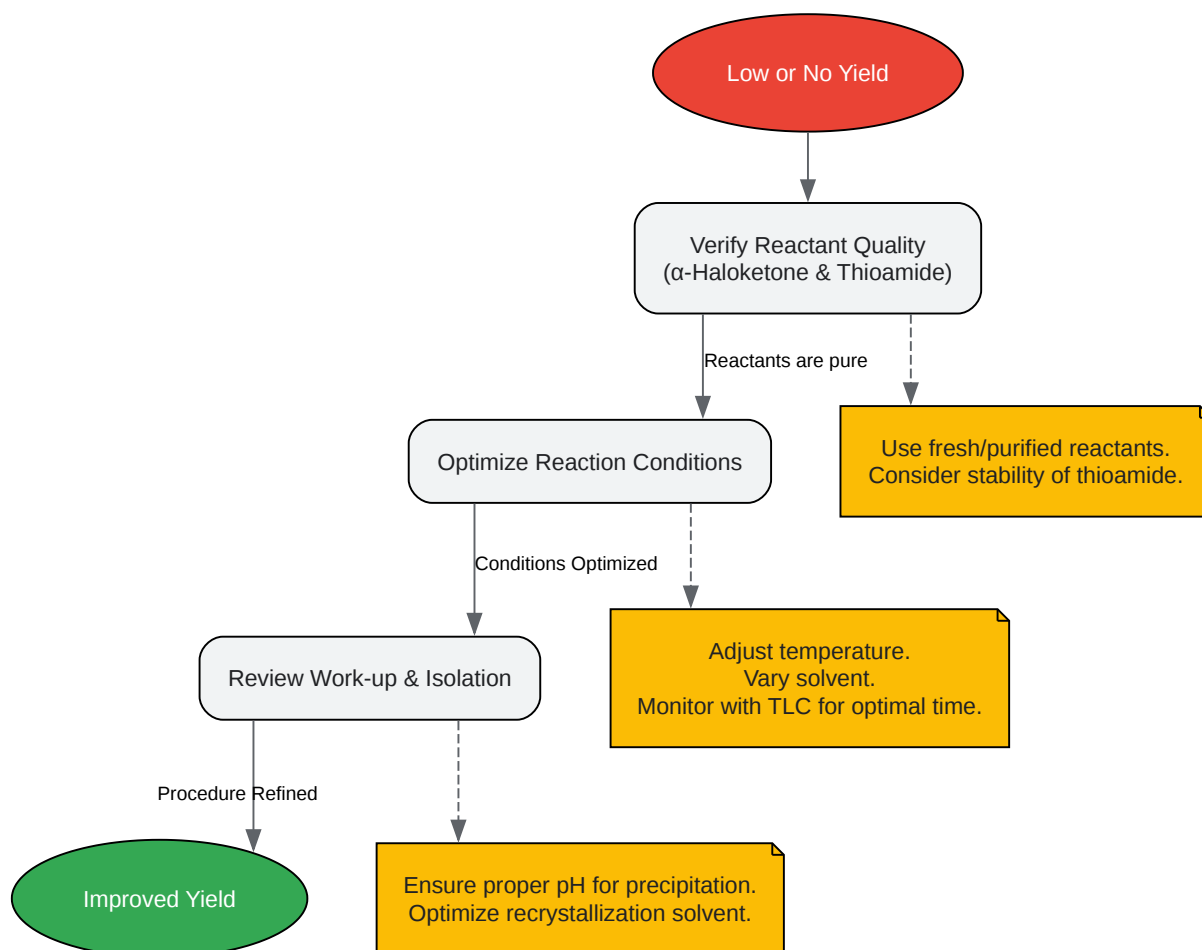 Low or No Yield
Verify Reactant Quality
(α-Haloketone & Thioamide)
Reactants are pure
Use fresh/purified reactants.
Consider stability of thioamide.
Optimize Reaction Conditions
Conditions Optimized
Adjust temperature.
Vary solvent.
Monitor with TLC for optimal time.
Review Work-up & Isolation
Procedure Refined
Improved Yield
Ensure proper pH for precipitation.
Optimize recrystallization solvent.